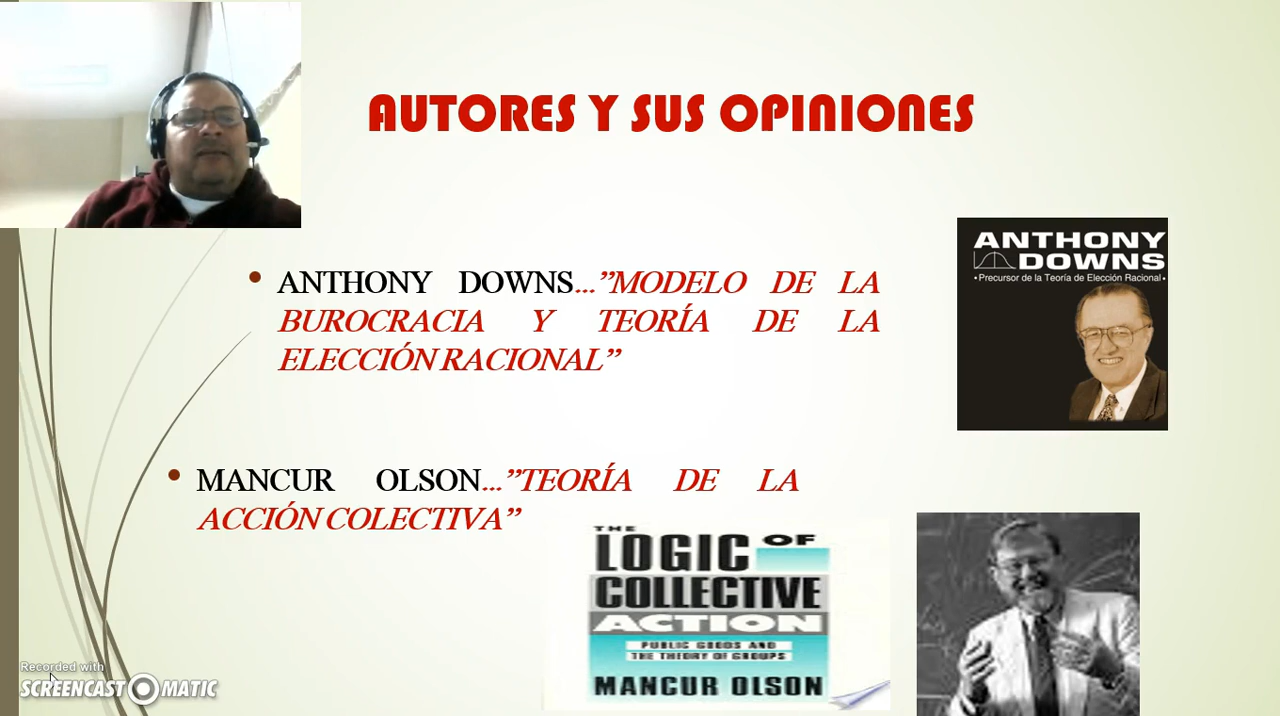 AUTORES Y SUS OPINIONES
ANTHONY
DOWNS
•Precursor de la Teoría de Elección Racional•
• ANTHONY DOWNS...”MODELO DE LA
BUROCRACIA Y TEORÍA DE LA
ELECCIÓN RACIONAL”
• MANCUR OLSON...”TEORÍA DE LA
ACCIÓN COLECTIVA”
THE
LOGIC OF
COLLECTIVE
ACTION
PUBLIC GOODS AND
THE THEORY OF GROUPS
MANCUR OLSON
Recorded with
SCREENCAST O MATIC